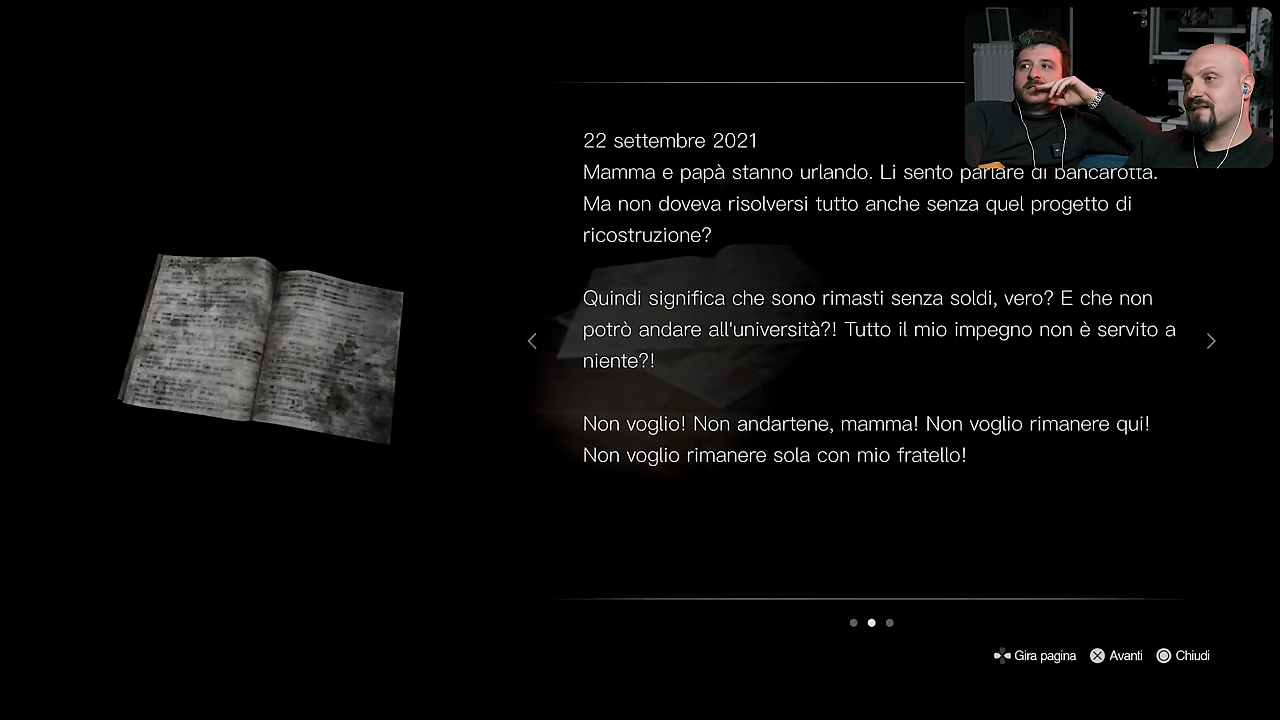 22 settembre 2021
Mamma e papà stanno urlando. Li sento parlare di bancarotta.
Ma non doveva risolversi tutto anche senza quel progetto di
ricostruzione?
Quindi significa che sono rimasti senza soldi, vero? E che non
potrò andare all'università?! Tutto il mio impegno non è servito a
niente?!
Non voglio! Non andartene, mamma! Non voglio rimanere qui!
Non voglio rimanere sola con mio fratello!
Gira pagina Avanti Chiudi